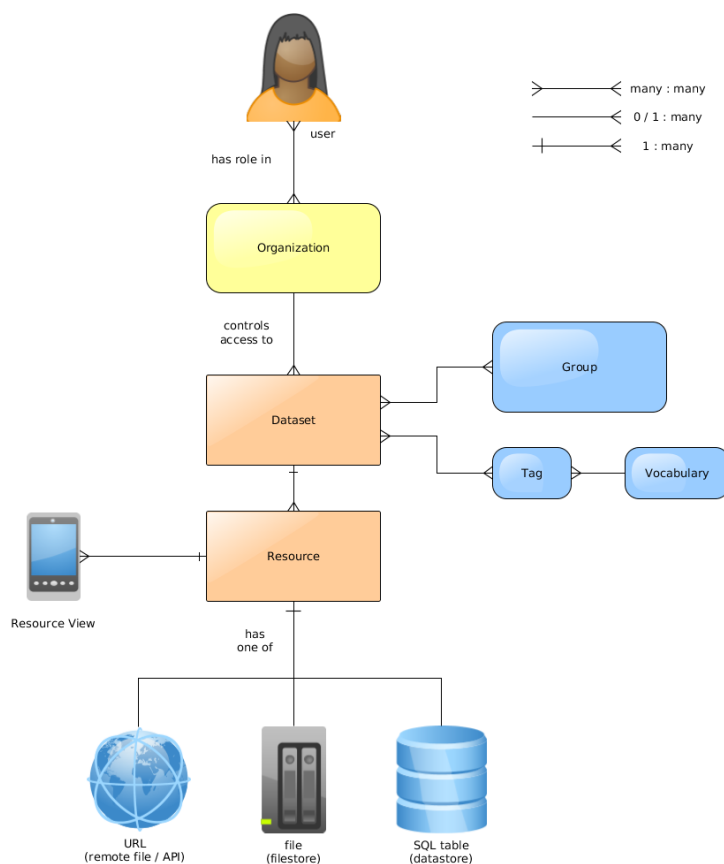 many : many
user
0 / 1 : many
has role in
1 : many
Organization
controls
access to
Group
Dataset
Tag
Vocabulary
Resource
Resource View
has
one of
URL
(remote file / API)
file
(filestore)
SQL table
(datastore)